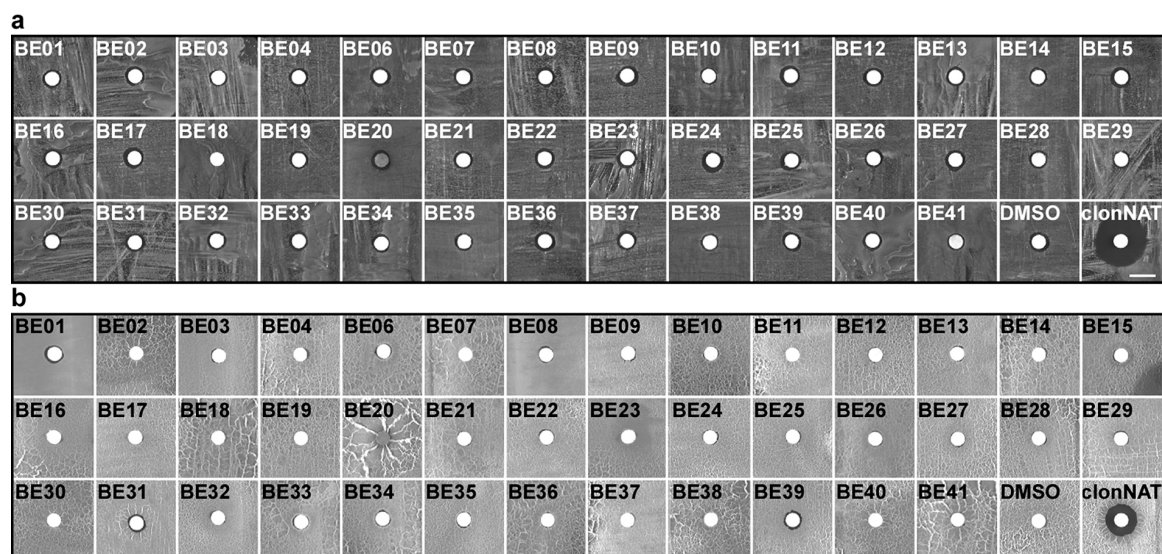 a
BE01 BE02 BE03 BE04 BE06 BE07 BE08 BE09 BE10 BE11 BE12 BE13 BE14 BE15
BE16 BE17 BE18 BE19 BE20 BE21 BE22 BE23 BE24 BE25 BE26 BE27 BE28 BE29
BE30 BE31 BE32 BE33 BE34 BE35 BE36 BE37 BE38 BE39 BE40 BE41 DMSO clonNAT
b
BE01 BE02 BE03 BE04 BE06 BE07 BE08 BE09 BE10 BE11 BE12 BE13 BE14 BE15
BE16 BE17 BE18 BE19 BE20 BE21 BE22 BE23 BE24 BE25 BE26 BE27 BE28 BE29
BE30 BE31 BE32 BE33 BE34 BE35 BE36 BE37 BE38 BE39 BE40 BE41 DMSO clonNAT